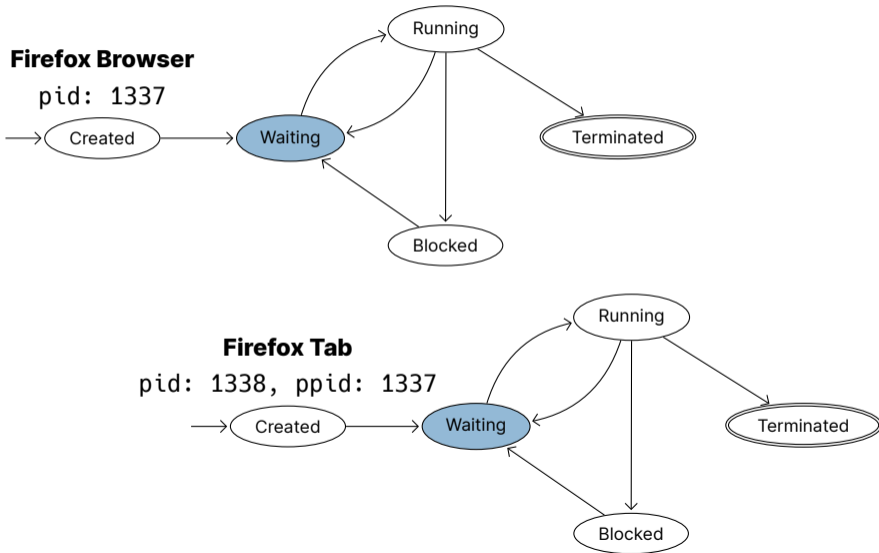 Running
Firefox Browser
pid: 1337
Created
Waiting
Terminated
Blocked
Running
Firefox Tab
pid: 1338, ppid: 1337
Created
Waiting
Terminated
Blocked